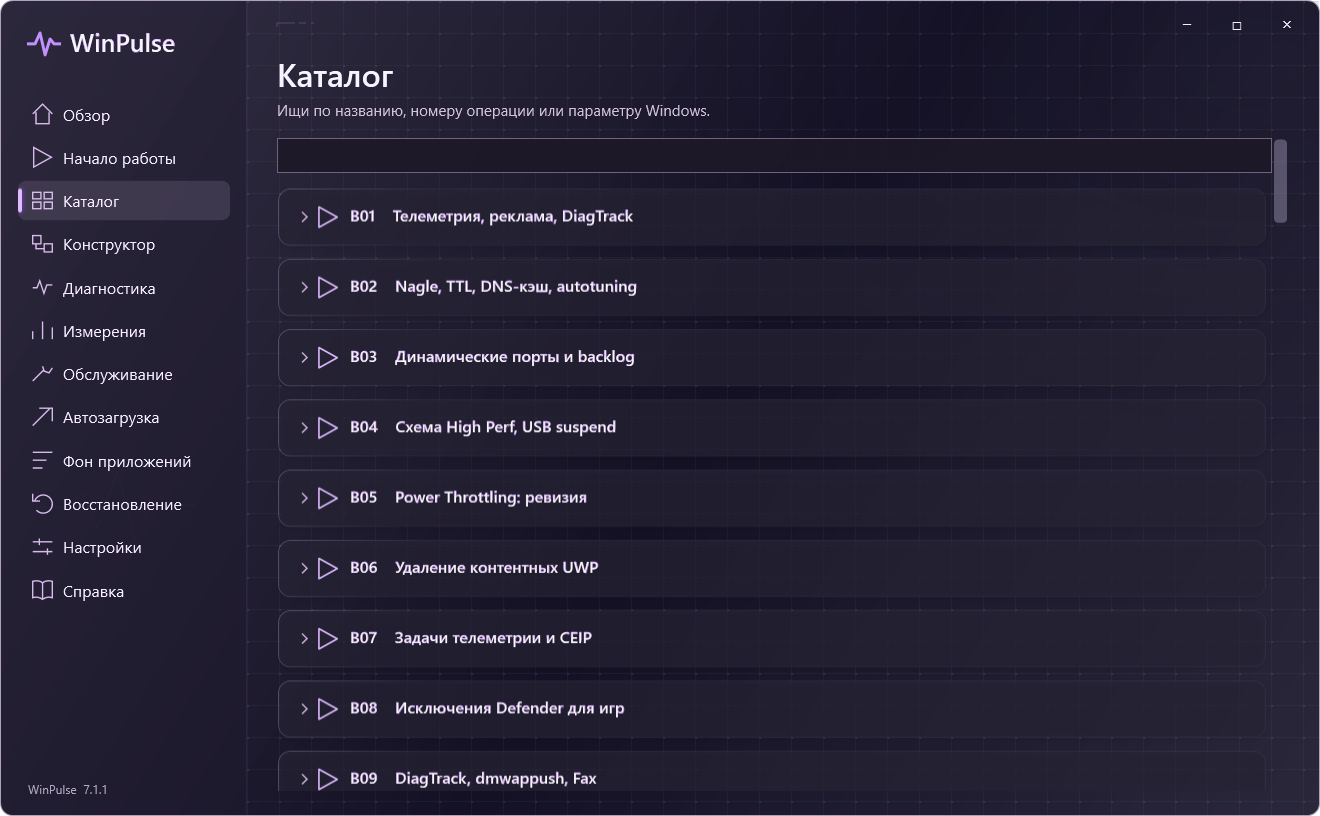 WinPulse
Обзор
Начало работы
Каталог
Конструктор
Диагностика
Измерения
Обслуживание
Автозагрузка
Фон приложений
Восстановление
Настройки
Справка
WinPulse 7.1.1
Каталог
Ищи по названию, номеру операции или параметру Windows.
B01 Телеметрия, реклама, DiagTrack
B02 Nagle, TTL, DNS-кэш, autotuning
B03 Динамические порты и backlog
B04 Схема High Perf, USB suspend
B05 Power Throttling: ревизия
B06 Удаление контентных UWP
B07 Задачи телеметрии и CEIP
B08 Исключения Defender для игр
B09 DiagTrack, dmwappush, Fax